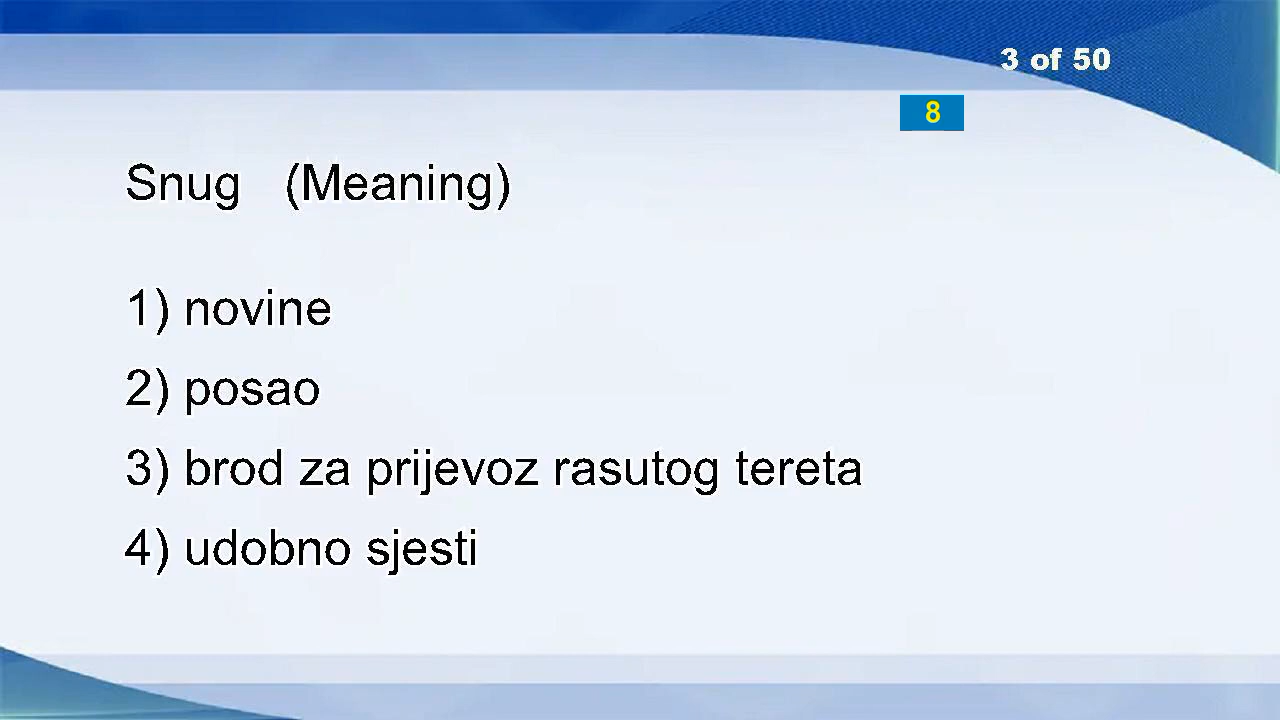 3 of 50
8
Snug (Meaning)
1) novine
2) posao
3) brod za prijevoz rasutog tereta
4) udobno sjesti